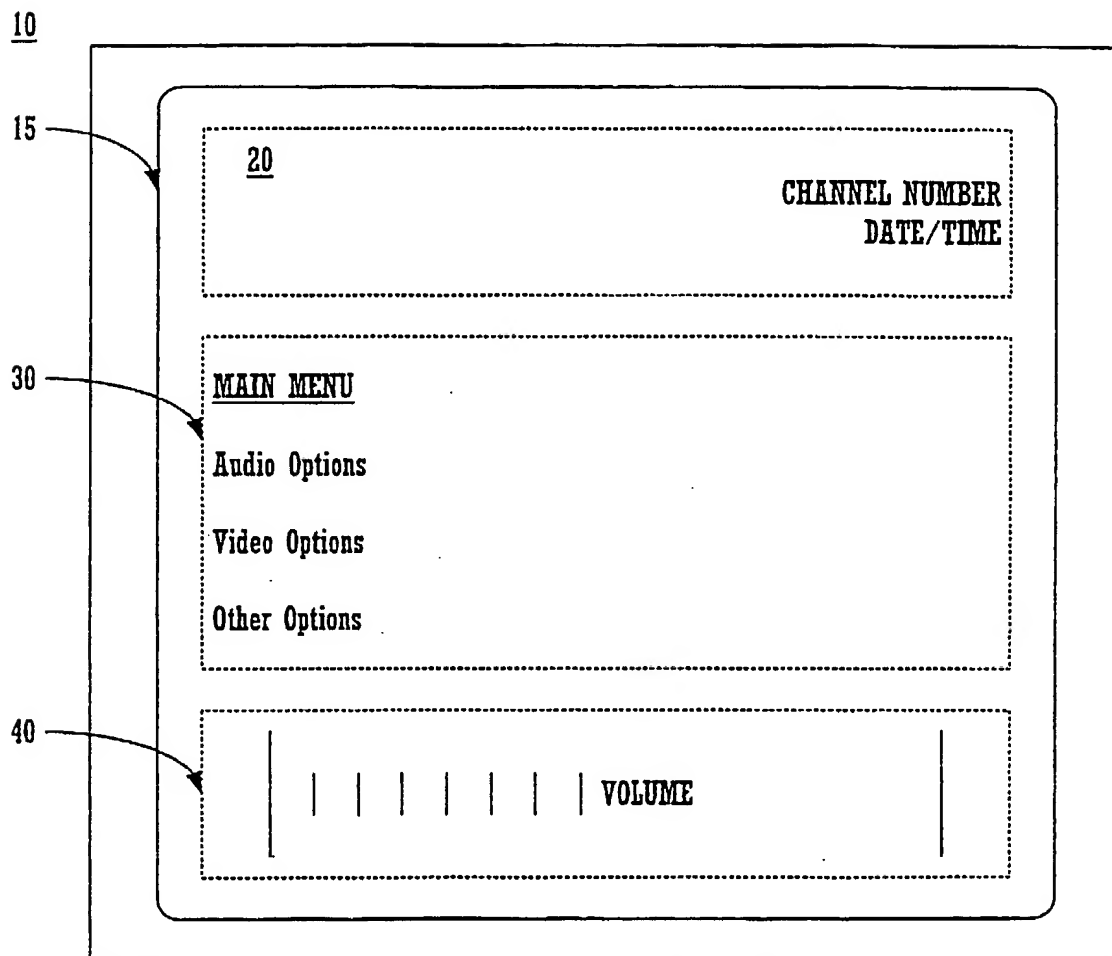 10
15
20
CHANNEL NUMBER
DATE/TIME
30
MAIN MENU
Audio Options
Video Options
Other Options
40
VOLUME